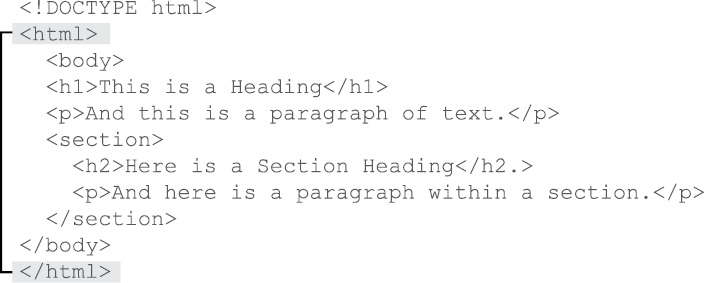 <!DOCTYPE html>
<html>
<body>
<h1>This is a Heading</h1>
<p>And this is a paragraph of text.</p>
<section>
<h2>Here is a Section Heading</h2.>
<p>And here is a paragraph within a section.</p>
</section>
</body>
</html>